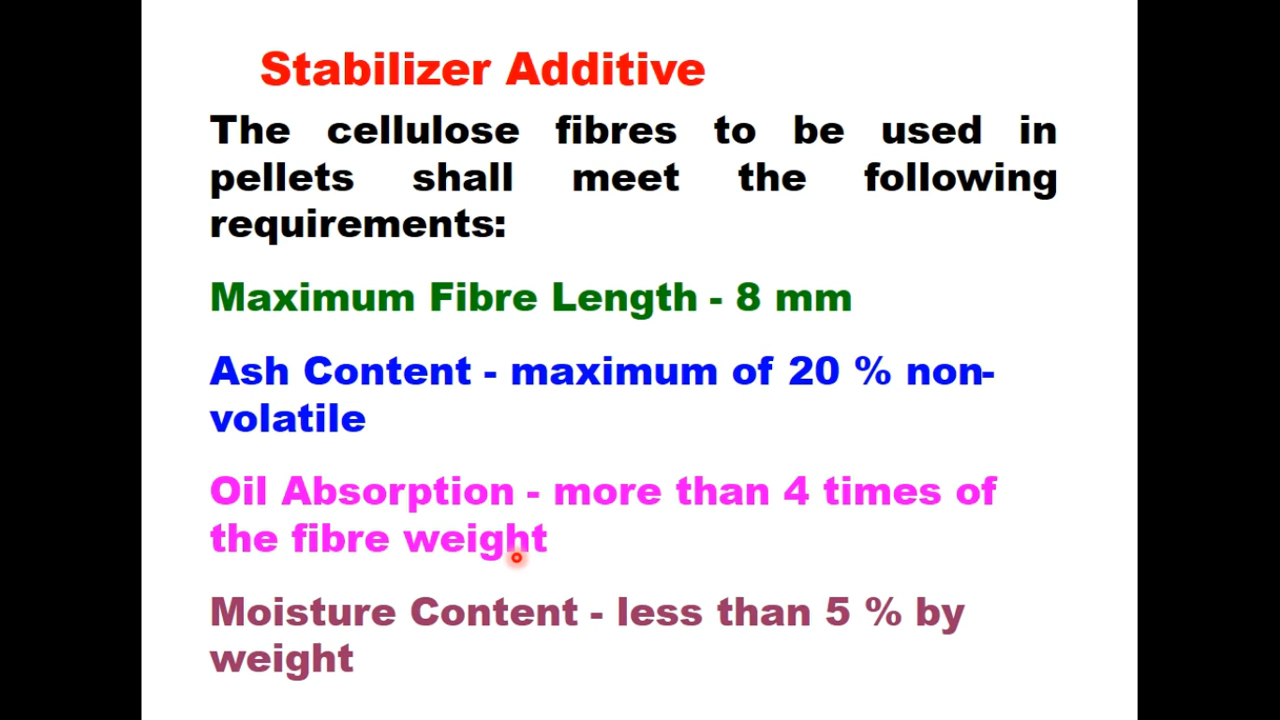 Stabilizer Additive
The cellulose fibres to be used in
pellets shall meet the following
requirements:
Maximum Fibre Length - 8 mm
Ash Content - maximum of 20 % non-
volatile
Oil Absorption - more than 4 times of
the fibre weight
Moisture Content - less than 5 % by
weight